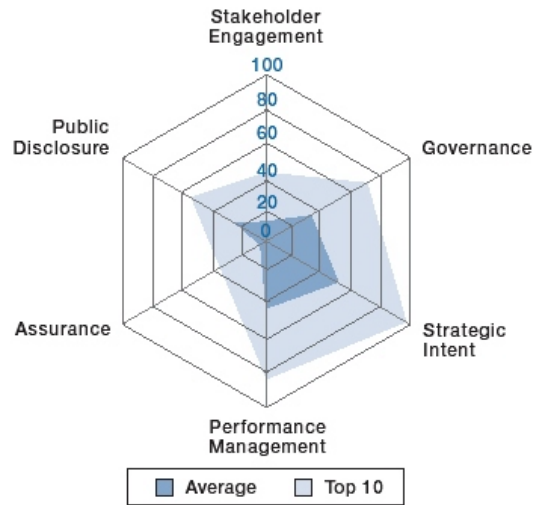 Stakeholder
Engagement
100
80
60
40
20
0
Public
Disclosure
Governance
Assurance
Strategic
Intent
Performance
Management
Average
Top 10